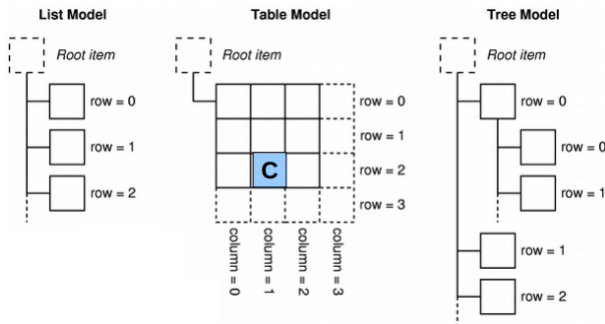 List Model
Root item
row = 0
row = 1
row = 2
Table Model
Root item
row = 0
row = 1
C
row = 2
row = 3
column = 0
column = 1
column = 2
column = 3
Tree Model
Root item
row = 0
row = 0
row = 1
row = 1
row = 2